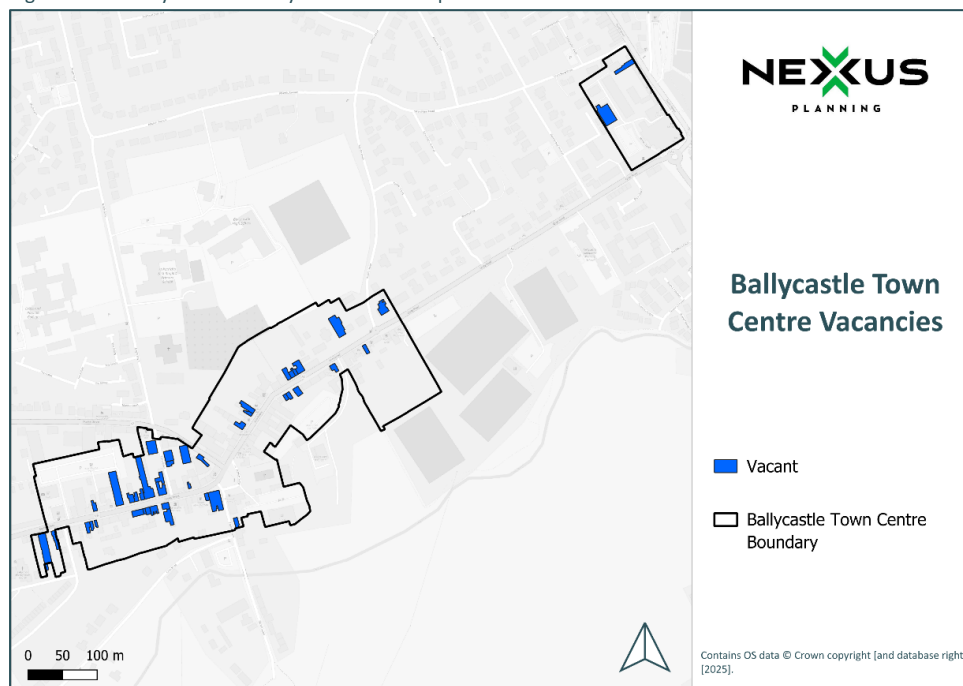 NEXUS
PLANNING
Ballycastle Town
Centre Vacancies
Vacant
Ballycastle Town Centre
Boundary
0 50 100 m
Contains OS data © Crown copyright [and database right]
[2025].